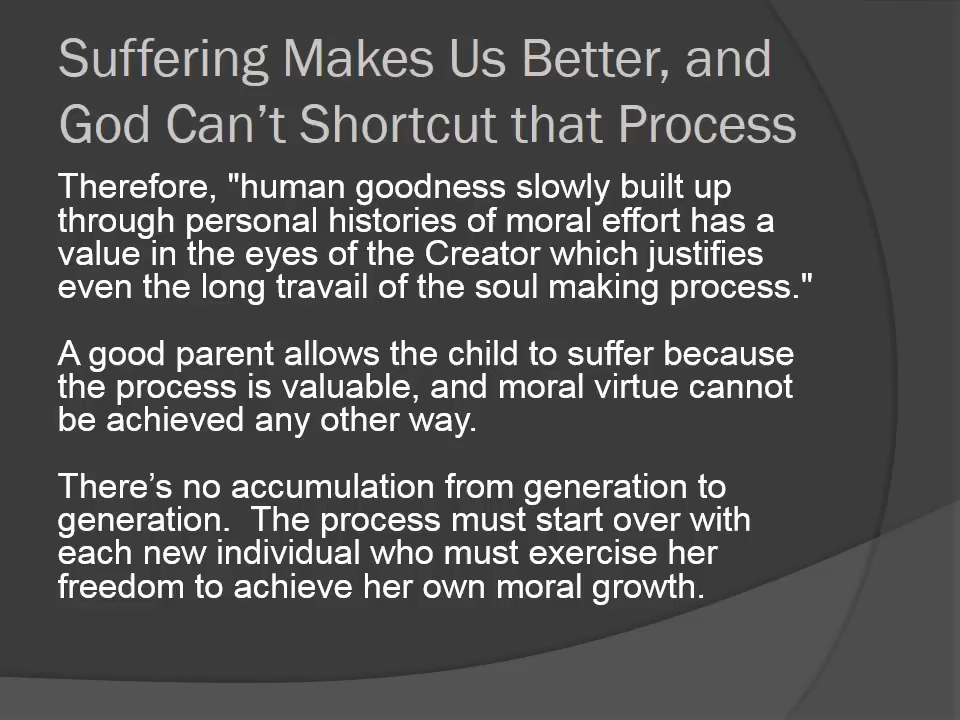 Suffering Makes Us Better, and
God Can’t Shortcut that Process
Therefore, "human goodness slowly built up
through personal histories of moral effort has a
value in the eyes of the Creator which justifies
even the long travail of the soul making process."
A good parent allows the child to suffer because
the process is valuable, and moral virtue cannot
be achieved any other way.
There’s no accumulation from generation to
generation.  The process must start over with
each new individual who must exercise her
freedom to achieve her own moral growth.